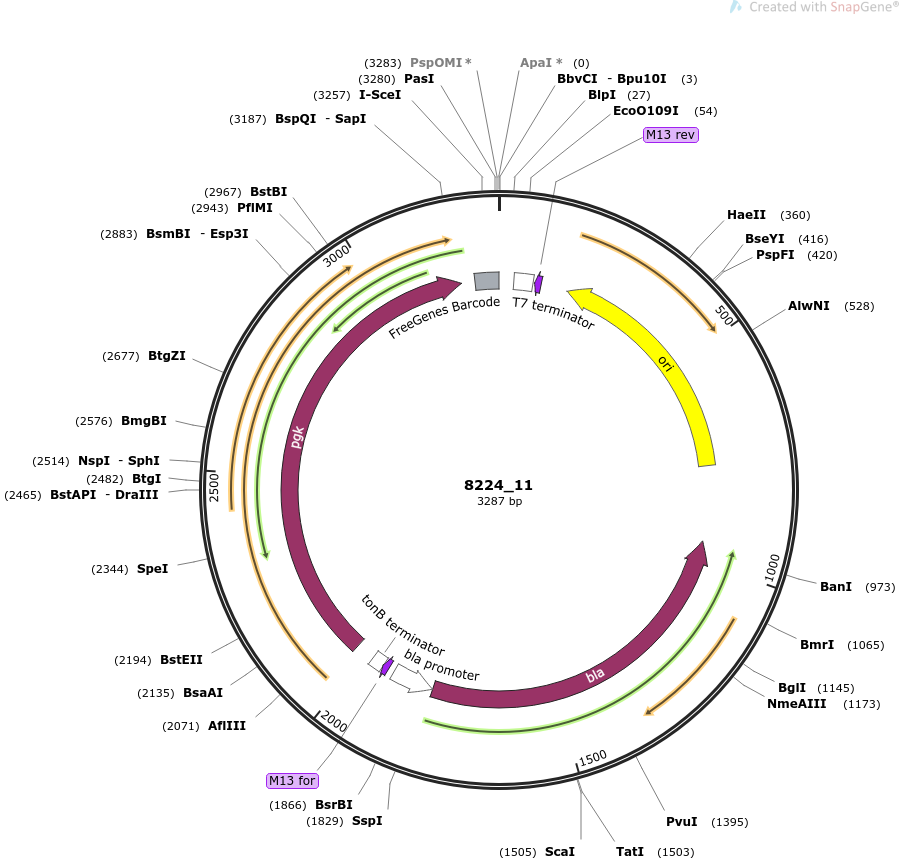 Created with SnapGene®
(3283) PspOMI *
ApaI * (0)
(3280) PasI
BbvCI - Bpu10I (3)
(3257) I-SceI
BlpI (27)
(3187) BspQI - SapI
EcoO109I (54)
M13 rev
(2967) BstBI
(2943) PflMI
(2883) BsmBI - Esp3I
HaeII (360)
BseYI (416)
PspFI (420)
AlwNI (528)
3000
500
FreeGenes Barcode
T7 terminator
ori
(2677) BtgZI
(2576) BmgBI
pgk
(2514) NspI - SphI
(2482) BtgI
(2465) BstAPI - DraIII
2500
8224_11
3287 bp
(2344) SpeI
1000
BanI (973)
BmrI (1065)
BglI (1145)
NmeAIII (1173)
tonB terminator
bla promoter
bla
(2194) BstEII
(2135) BsaAI
(2071) AflIII
2000
1500
M13 for
(1866) BsrBI
(1829) SspI
PvuI (1395)
(1505) ScaI
TatI (1503)